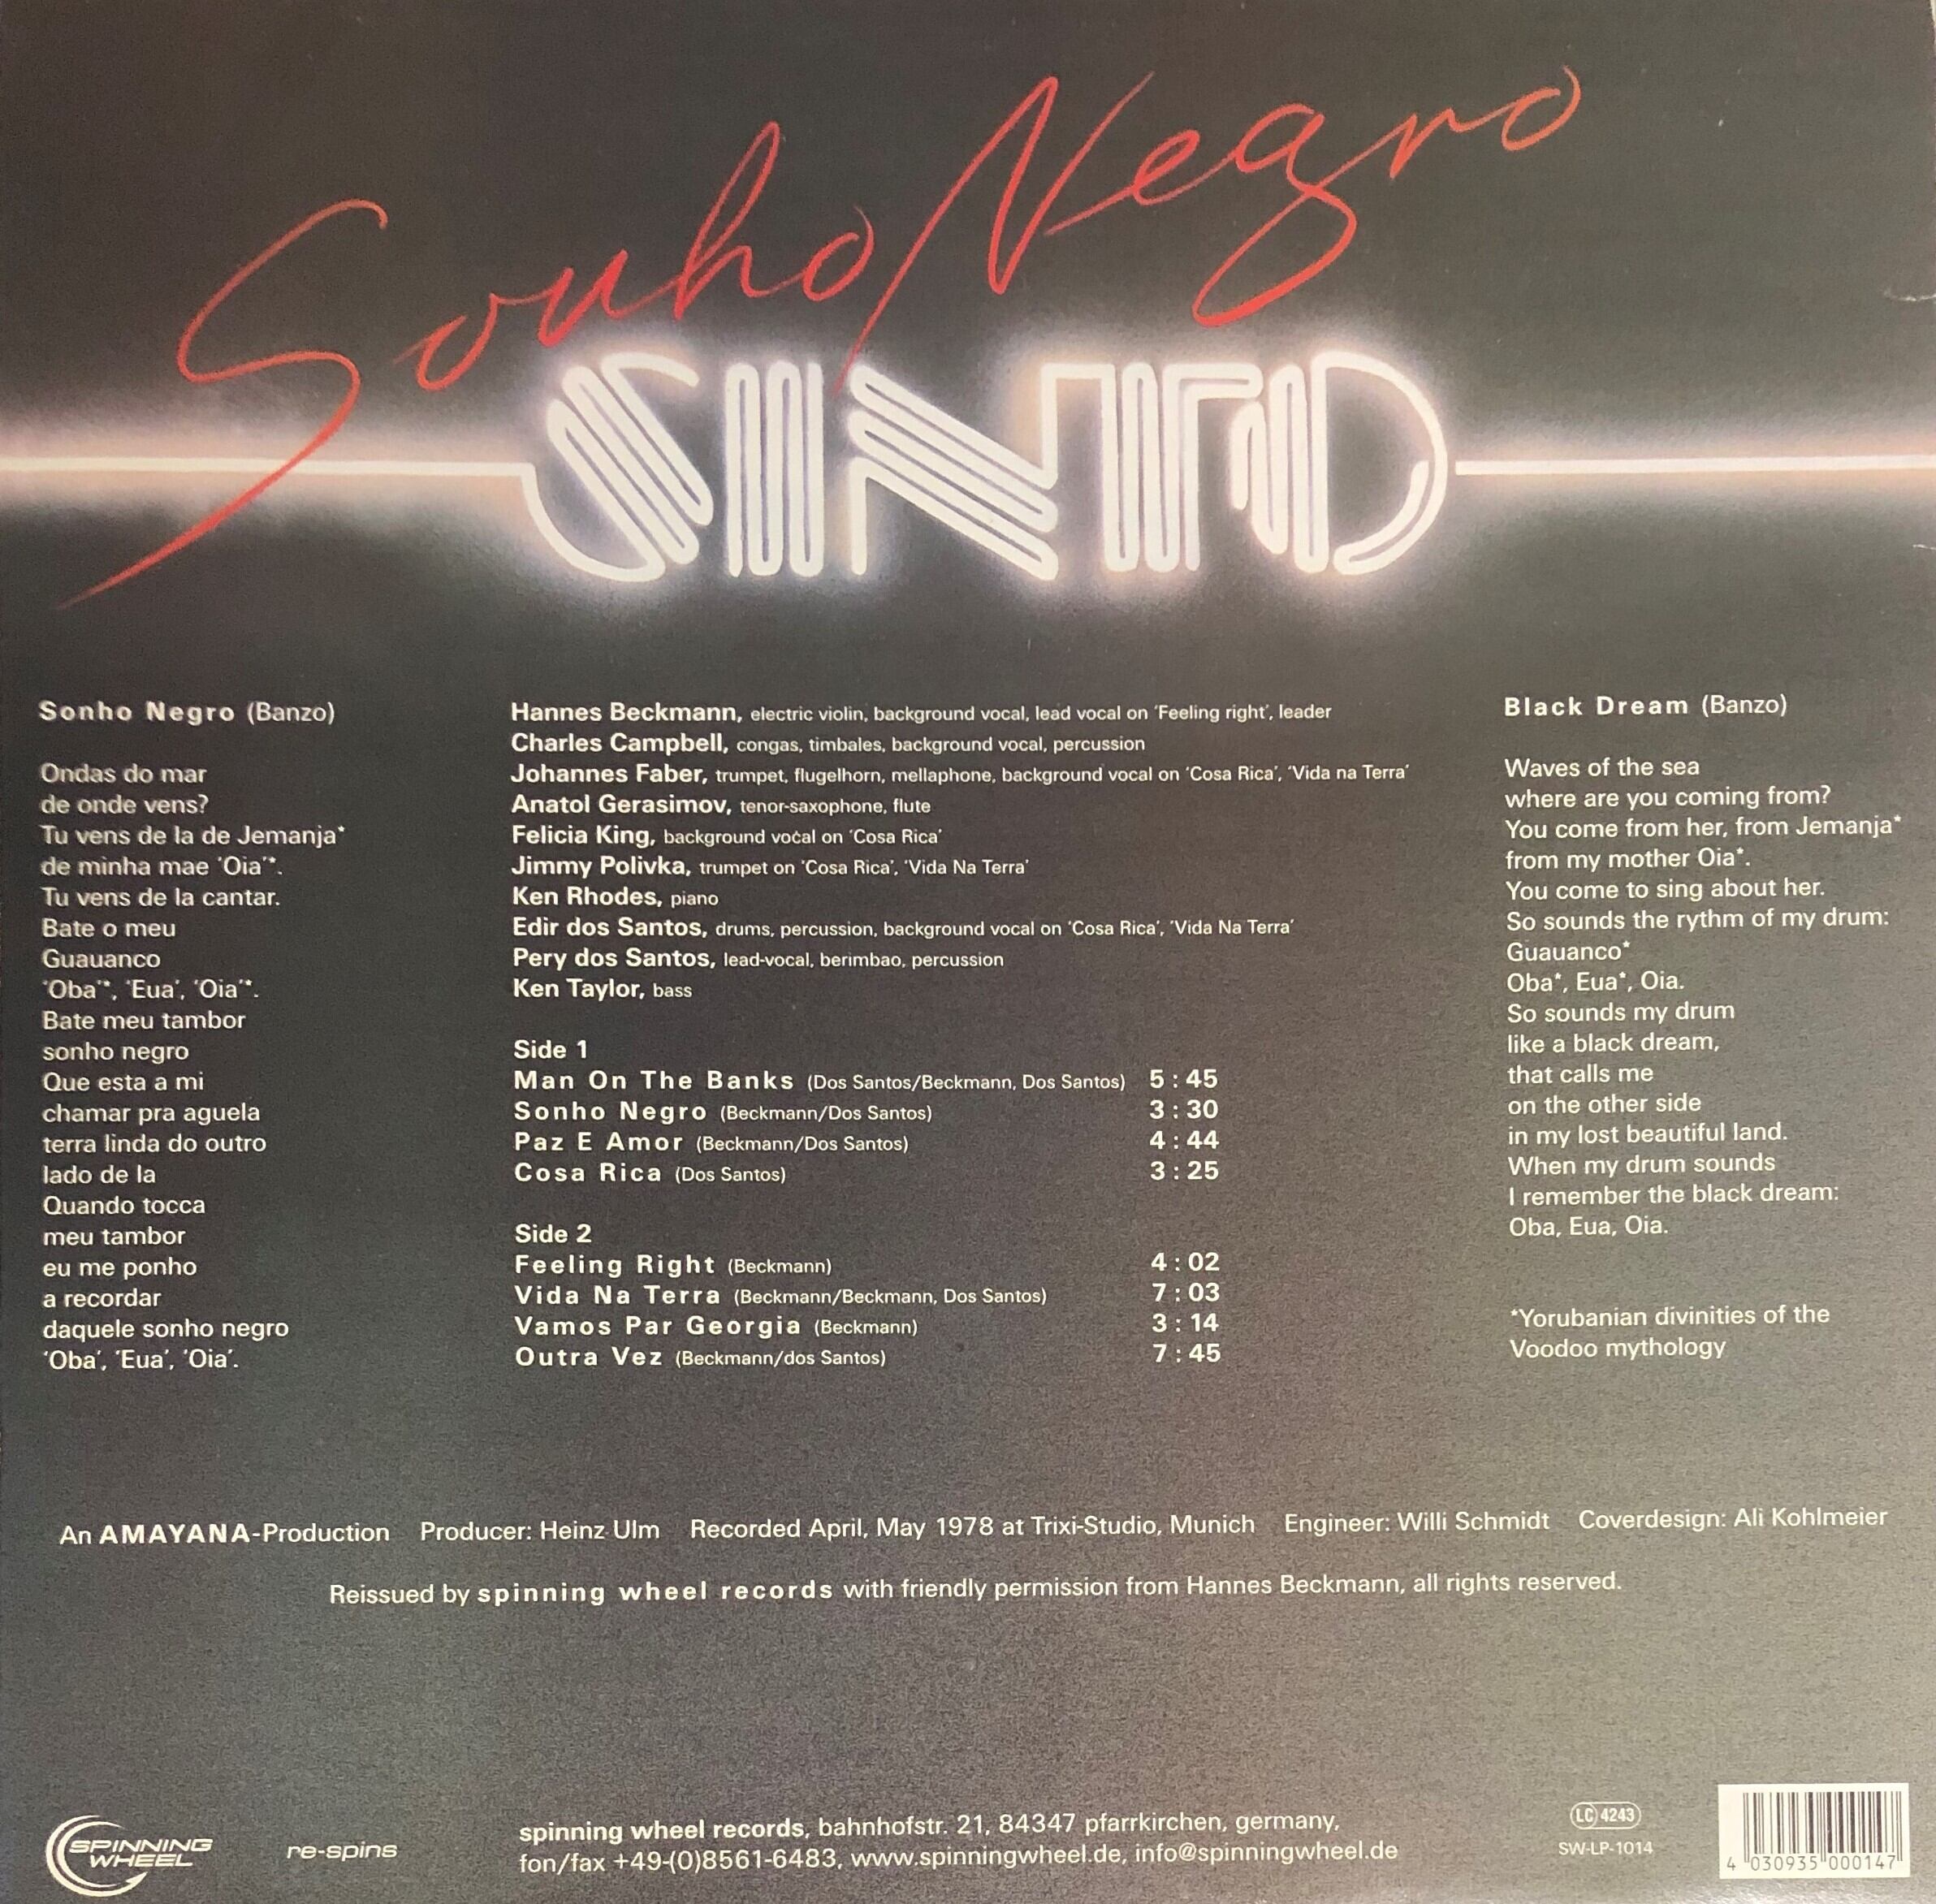 Sonho Negro
SINTO
Sonho Negro (Banzo)
Ondas do mar
de onde vens?
Tu vens de la de Jemanja*
de minha mae 'Oia'*.
Tu vens de la cantar.
Bate o meu
Guauanco
'Oba'*, 'Eua', 'Oia'*.
Bate meu tambor
sonho negro
Que esta a mi
chamar pra aguela
terra linda do outro
lado de la
Quando tocca
meu tambor
eu me ponho
a recordar
daquele sonho negro
'Oba', 'Eua', 'Oia'.
Hannes Beckmann, electric violin, background vocal, lead vocal on 'Feeling right', leader
Charles Campbell, congas, timbales, background vocal, percussion
Johannes Faber, trumpet, flugelhorn, mellaphone, background vocal on 'Cosa Rica', 'Vida na Terra'
Anatol Gerasimov, tenor-saxophone, flute
Felicia King, background vocal on 'Cosa Rica'
Jimmy Polivka, trumpet on 'Cosa Rica', 'Vida Na Terra'
Ken Rhodes, piano
Edir dos Santos, drums, percussion, background vocal on 'Cosa Rica', 'Vida Na Terra'
Pery dos Santos, lead-vocal, berimbao, percussion
Ken Taylor, bass
Side 1
Man On The Banks (Dos Santos/Beckmann, Dos Santos) 5:45
Sonho Negro (Beckmann/Dos Santos) 3:30
Paz E Amor (Beckmann/Dos Santos) 4:44
Cosa Rica (Dos Santos) 3:25
Side 2
Feeling Right (Beckmann) 4:02
Vida Na Terra (Beckmann/Beckmann, Dos Santos) 7:03
Vamos Par Georgia (Beckmann) 3:14
Outra Vez (Beckmann/dos Santos) 7:45
Black Dream (Banzo)
Waves of the sea
where are you coming from?
You come from her, from Jemanja*
from my mother Oia*.
You come to sing about her.
So sounds the rythm of my drum:
Guauanco*
Oba*, Eua*, Oia.
So sounds my drum
like a black dream,
that calls me
on the other side
in my lost beautiful land.
When my drum sounds
I remember the black dream:
Oba, Eua, Oia.
*Yorubanian divinities of the
Voodoo mythology
An AMAYANA-Production Producer: Heinz Ulm Recorded April, May 1978 at Trixi-Studio, Munich Engineer: Willi Schmidt Coverdesign: Ali Kohlmeier
Reissued by spinning wheel records with friendly permission from Hannes Beckmann, all rights reserved.
SPINNING
WHEEL
re-spins
spinning wheel records, bahnhofstr. 21, 84347 pfarrkirchen, germany,
fon/fax +49-(0)8561-6483, www.spinningwheel.de, info@spinningwheel.de
LC 4243
SW-LP-1014
4 030935 000147